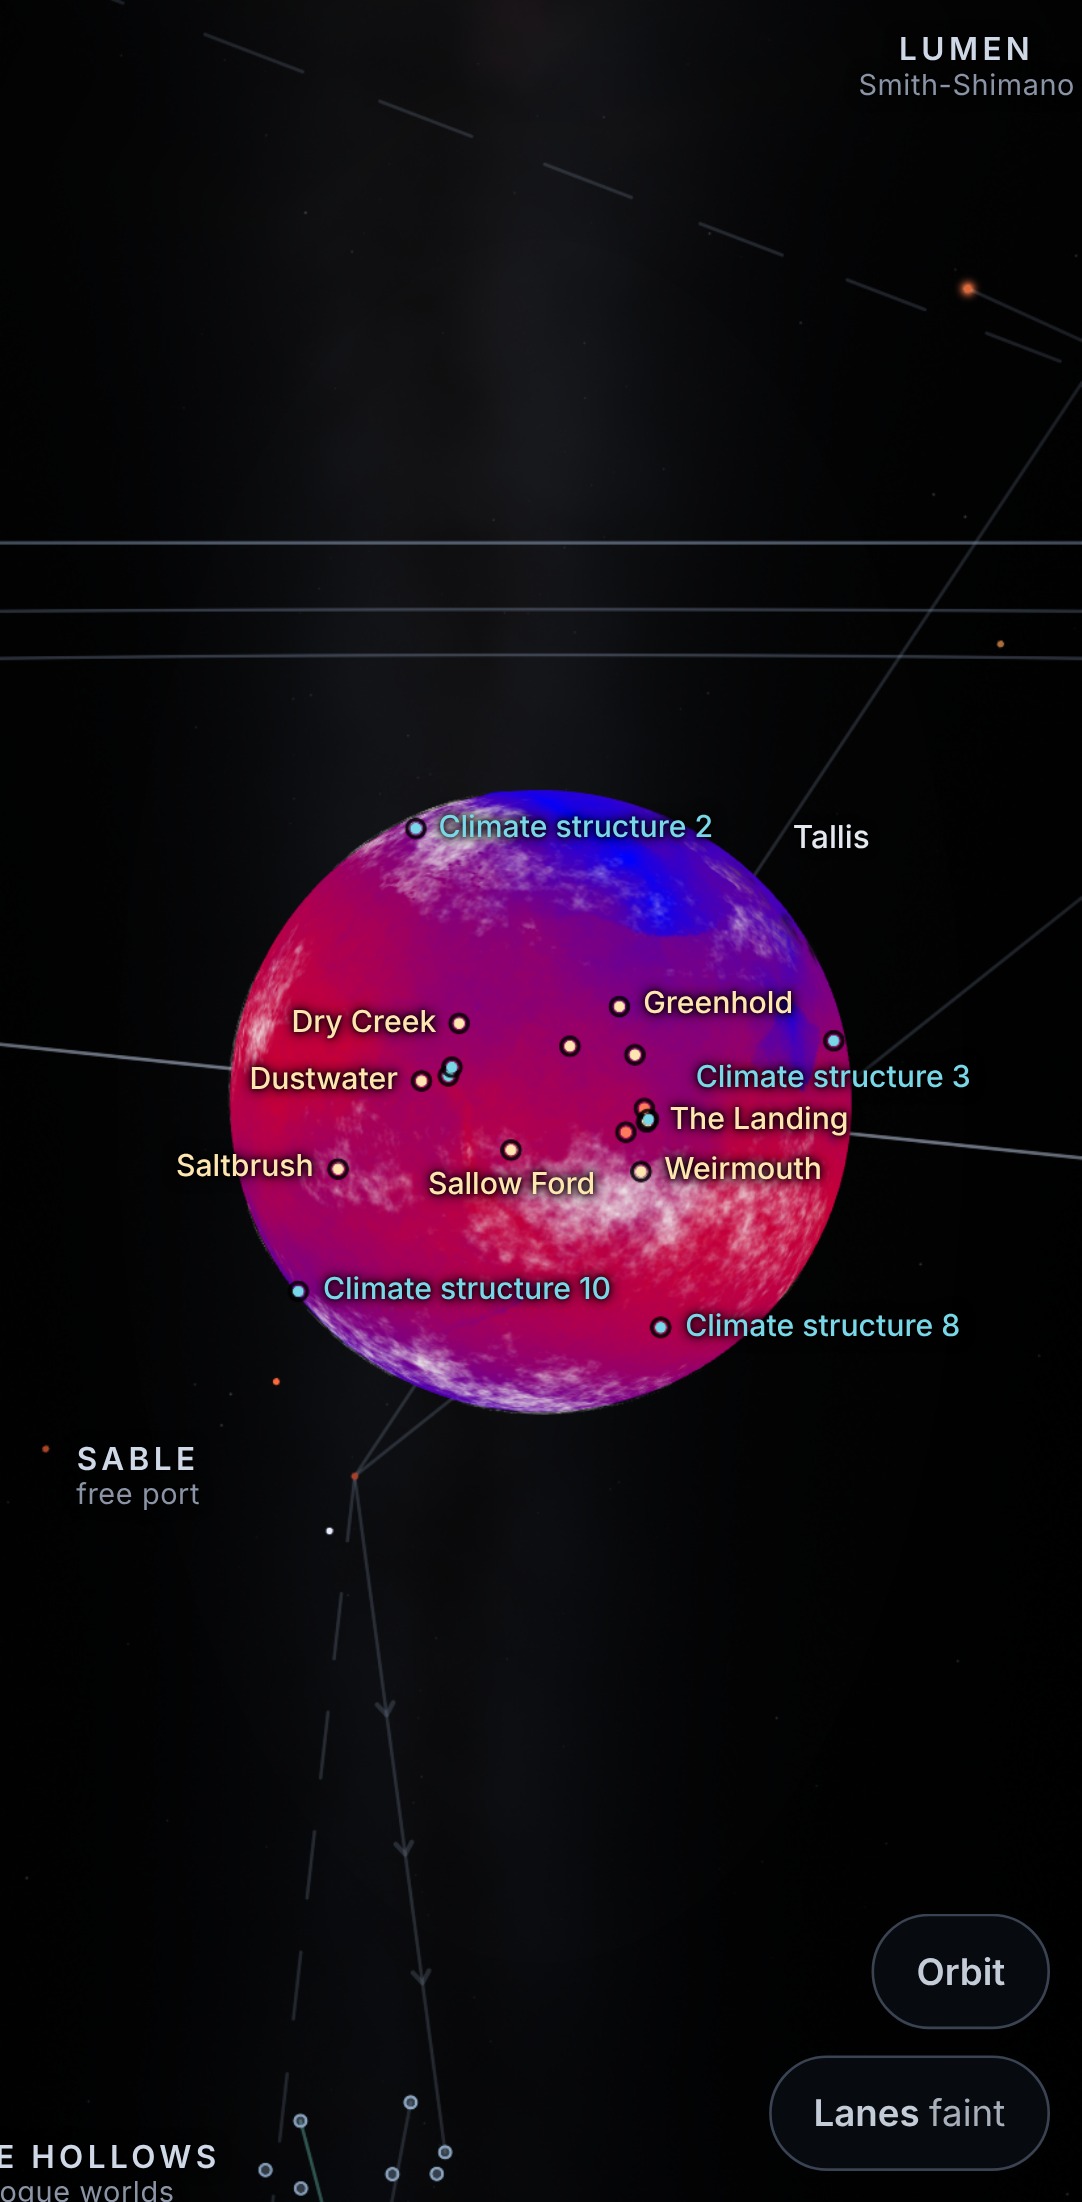 LUMEN
Smith-Shimano
Climate structure 2
Tallis
Greenhold
Dry Creek
Dustwater
Climate structure 3
The Landing
Saltbrush
Sallow Ford
Weirmouth
Climate structure 10
Climate structure 8
SABLE
free port
Orbit
Lanes faint
E HOLLOWS
ogue worlds